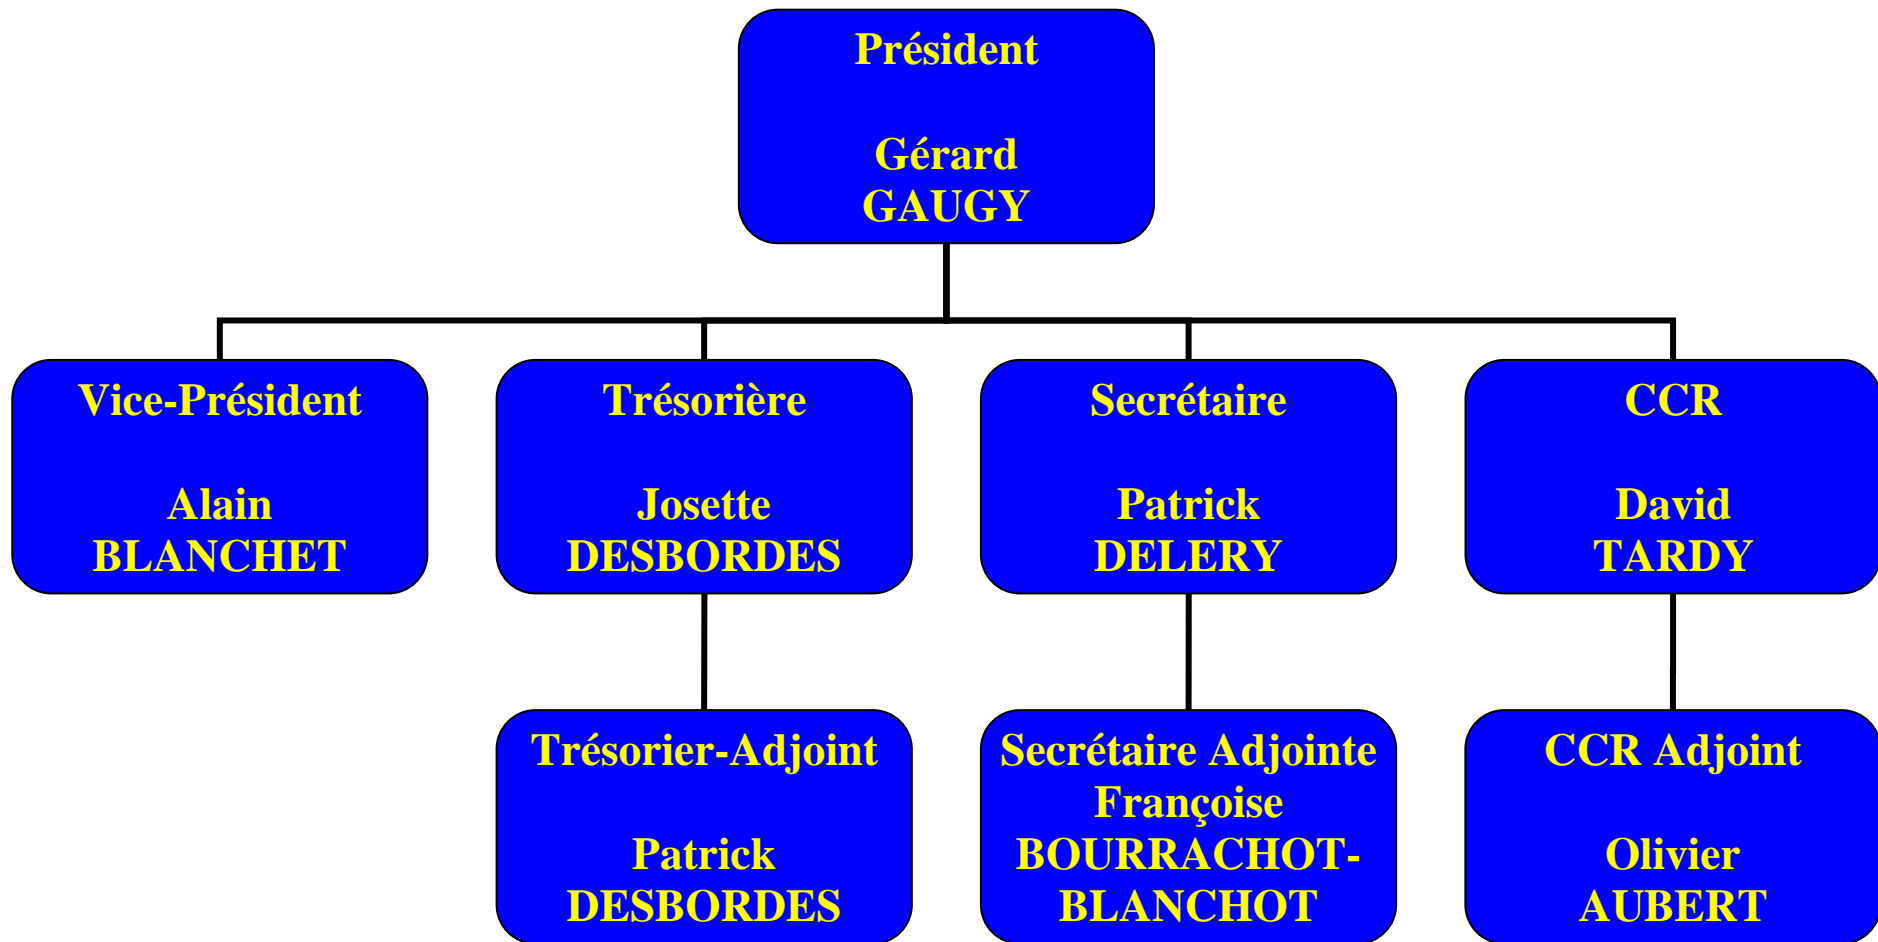 Président
Gérard
GAUGY
Vice-Président
Alain
BLANCHET
Trésorière
Josette
DESBORDES
Secrétaire
Patrick
DELERY
CCR
David
TARDY
Trésorier-Adjoint
Patrick
DESBORDES
Secrétaire Adjointe
Françoise
BOURRACHOT-
BLANCHOT
CCR Adjoint
Olivier
AUBERT